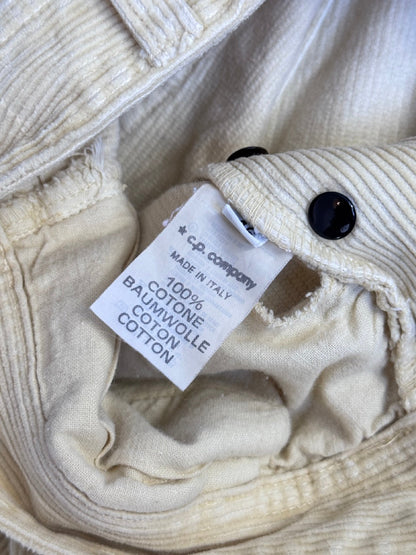 * c.p. company
MADE IN ITALY
100%
COTONE
BAUMWOLLE
COTON
COTTON